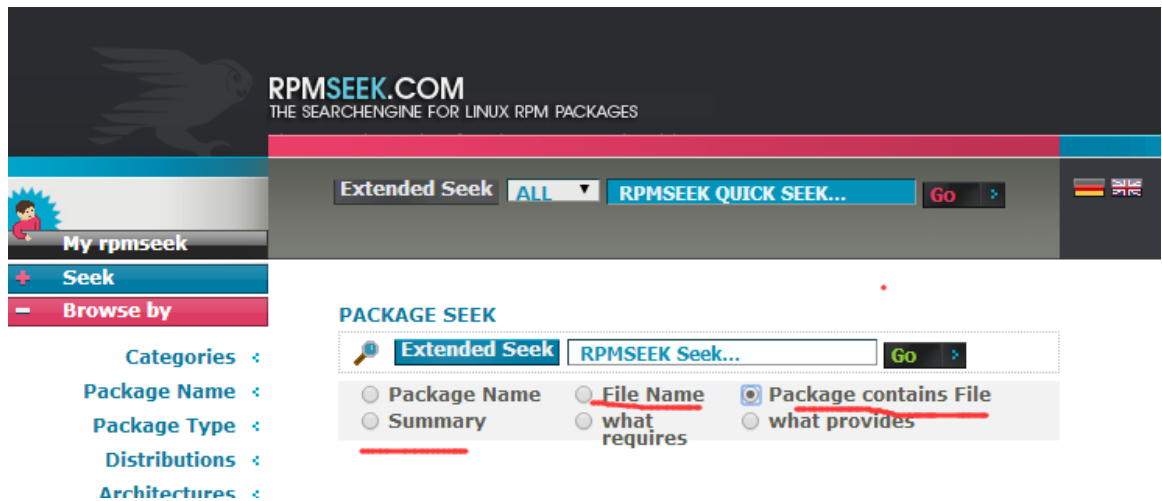 RPMSEEK.COM
THE SEARCHENGINE FOR LINUX RPM PACKAGES
Extended Seek ALL RPMSEEK QUICK SEEK... Go
My rpmseek
Seek
Browse by
PACKAGE SEEK
Extended Seek RPMSEEK Seek... Go
Categories
Package Name
Package Type
Distributions
Architectures
Package Name File Name Package contains File
Summary what requires what provides